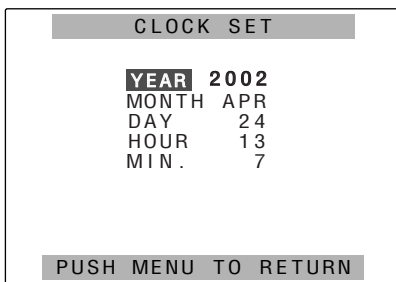 CLOCK SET
YEAR 2002
MONTH APR
DAY 24
HOUR 13
MIN. 7
PUSH MENU TO RETURN